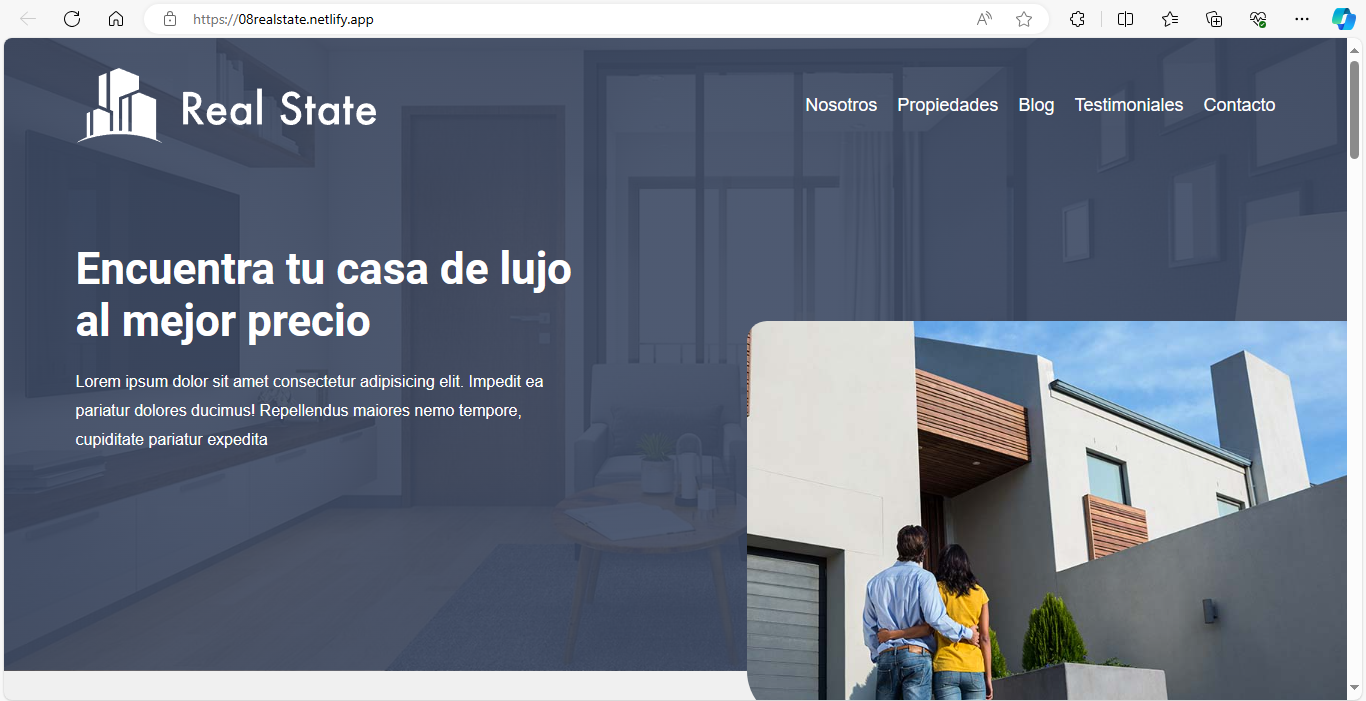 https://08realstate.netlify.app
Real State
Nosotros Propiedades Blog Testimoniales Contacto
Encuentra tu casa de lujo
al mejor precio
Lorem ipsum dolor sit amet consectetur adipisicing elit. Impedit ea
pariatur dolores ducimus! Repellendus maiores nemo tempore,
cupiditate pariatur expedita